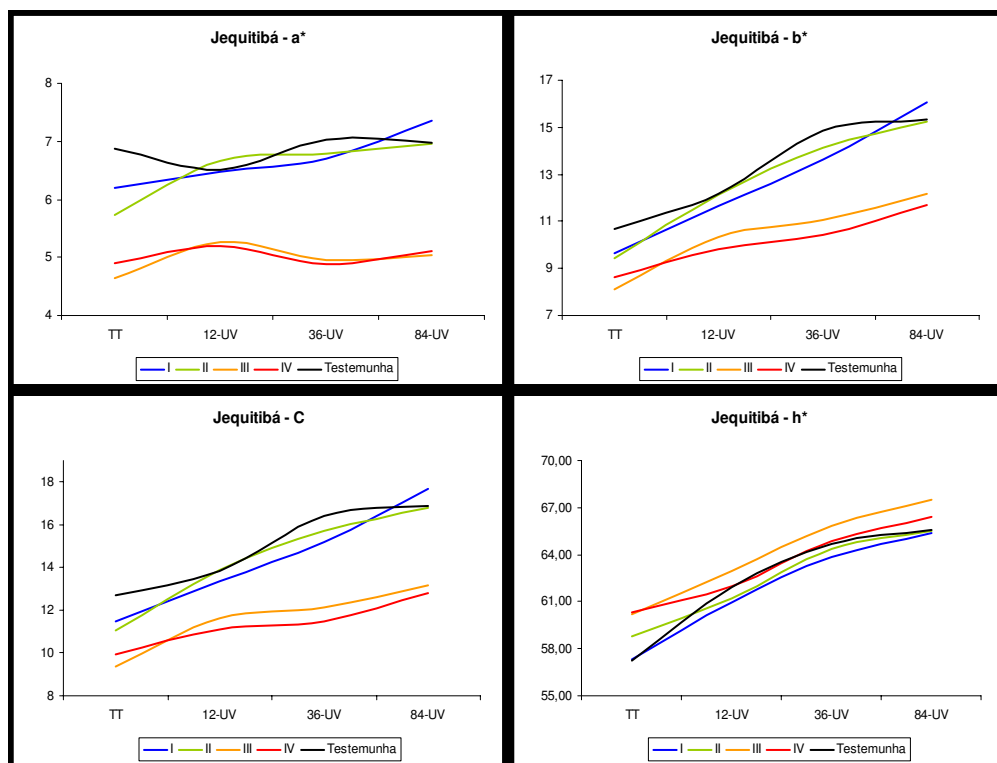 Jequitibá - a*
8
7
6
5
4
TT 12-UV 36-UV 84-UV
I II III IV Testemunha
Jequitibá - b*
17
15
13
11
9
7
TT 12-UV 36-UV 84-UV
I II III IV Testemunha
Jequitibá - C
18
16
14
12
10
8
TT 12-UV 36-UV 84-UV
I II III IV Testemunha
Jequitibá - h*
70,00
67,00
64,00
61,00
58,00
55,00
TT 12-UV 36-UV 84-UV
I II III IV Testemunha